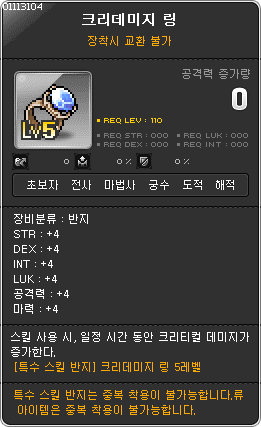 01113104
크리데미지 링
장착시 교환 불가
공격력 증가량
0
Lv5
REQ LEV : 110
REQ STR : 000 REQ LUK : 000
REQ DEX : 000 REQ INT : 000
0 0 % 0 %
초보자 전사 마법사 궁수 도적 해적
장비분류 : 반지
STR : +4
DEX : +4
INT : +4
LUK : +4
공격력 : +4
마력 : +4
스킬 사용 시, 일정 시간 동안 크리티컬 데미지가
증가한다.
[특수 스킬 반지] 크리데미지 링 5레벨
특수 스킬 반지는 중복 착용이 불가능합니다.류
아이템은 중복 착용이 불가능합니다.